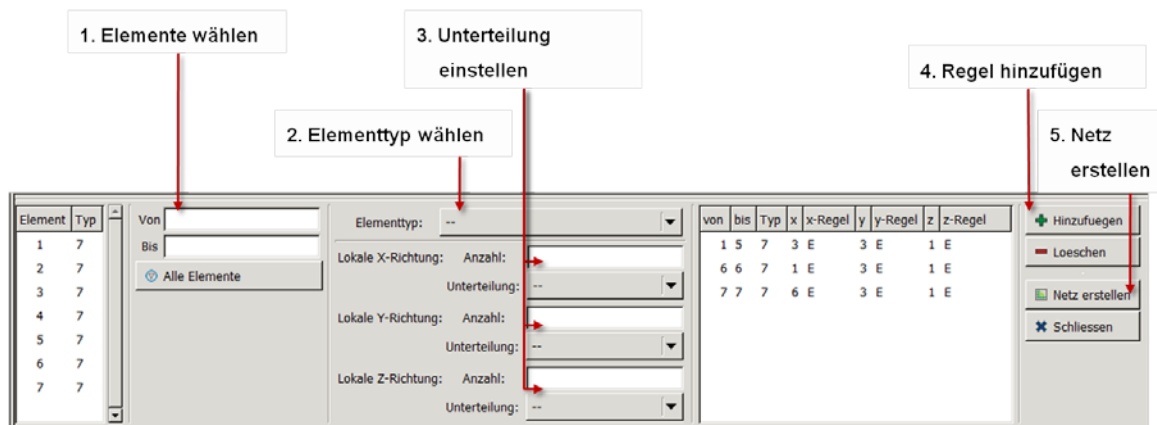 1. Elemente wählen
3. Unterteilung
einstellen
4. Regel hinzufügen
2. Elementtyp wählen
5. Netz
erstellen
Element Typ
1 7
2 7
3 7
4 7
5 7
6 7
7 7
Von
Bis
Alle Elemente
Elementtyp: --
Lokale X-Richtung: Anzahl:
Unterteilung: --
Lokale Y-Richtung: Anzahl:
Unterteilung: --
Lokale Z-Richtung: Anzahl:
Unterteilung: --
von bis Typ x x-Regel y y-Regel z z-Regel
1 5 7 3 E 3 E 1 E
6 6 7 1 E 3 E 1 E
7 7 7 6 E 3 E 1 E
Hinzufuegen
Loeschen
Netz erstellen
Schliessen